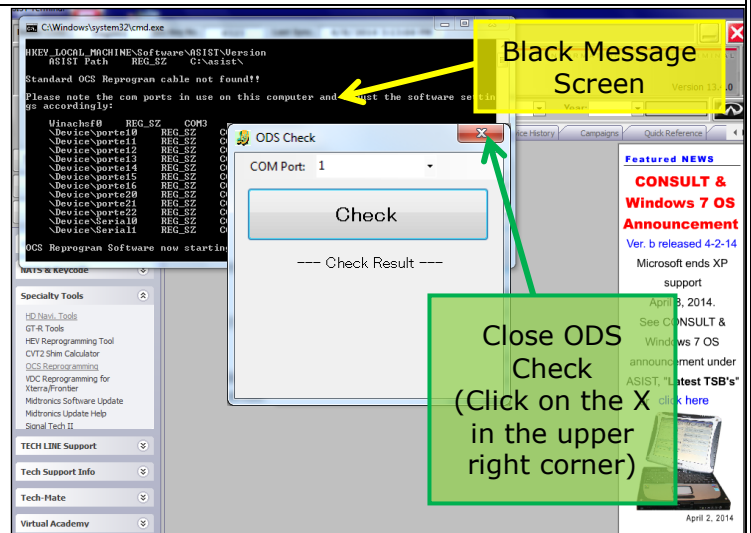 C:\Windows\system32\cmd.exe
HKEY_LOCAL_MACHINE\Software\ASIST\Version
ASIST Path REG_SZ C:\asist\
Standard OCS Reprogram cable not found!!
Please note the com ports in use on this computer and
gs accordingly:
Winachsf0 REG_SZ COM3
\Device\porte10 REG_SZ
\Device\porte11 REG_SZ
\Device\porte12 REG_SZ
\Device\porte13 REG_SZ
\Device\porte14 REG_SZ
\Device\porte15 REG_SZ
\Device\porte16 REG_SZ
\Device\porte20 REG_SZ
\Device\porte21 REG_SZ
\Device\porte22 REG_SZ
\Device\Serial0 REG_SZ
\Device\Serial1 REG_SZ
OCS Reprogram Software now
Black Message
Screen
Version 13.
Year:
History Campaigns Quick Reference
ODS Check
COM Port: 1
Check
--- Check Result ---
Close ODS
Check
(Click on the X
in the upper
right corner)
NATS & Keycode
Specialty Tools
HD Navi. Tools
GT-R Tools
HEV Reprogramming Tool
CVT2 Shim Calculator
OCS Reprogramming
VDC Reprogramming for
Xterra/Frontier
Midtronics Software Update
Midtronics Update Help
Signal Tech II
TECH LINE Support
Tech Support Info
Tech-Mate
Virtual Academy
Featured NEWS
CONSULT &
Windows 7 OS
Announcement
Ver. b released 4-2-14
Microsoft ends XP
support
April 8, 2014.
See CONSULT &
Windows 7 OS
announcement under
ASIST, "Latest TSB's"
click here
April 2, 2014